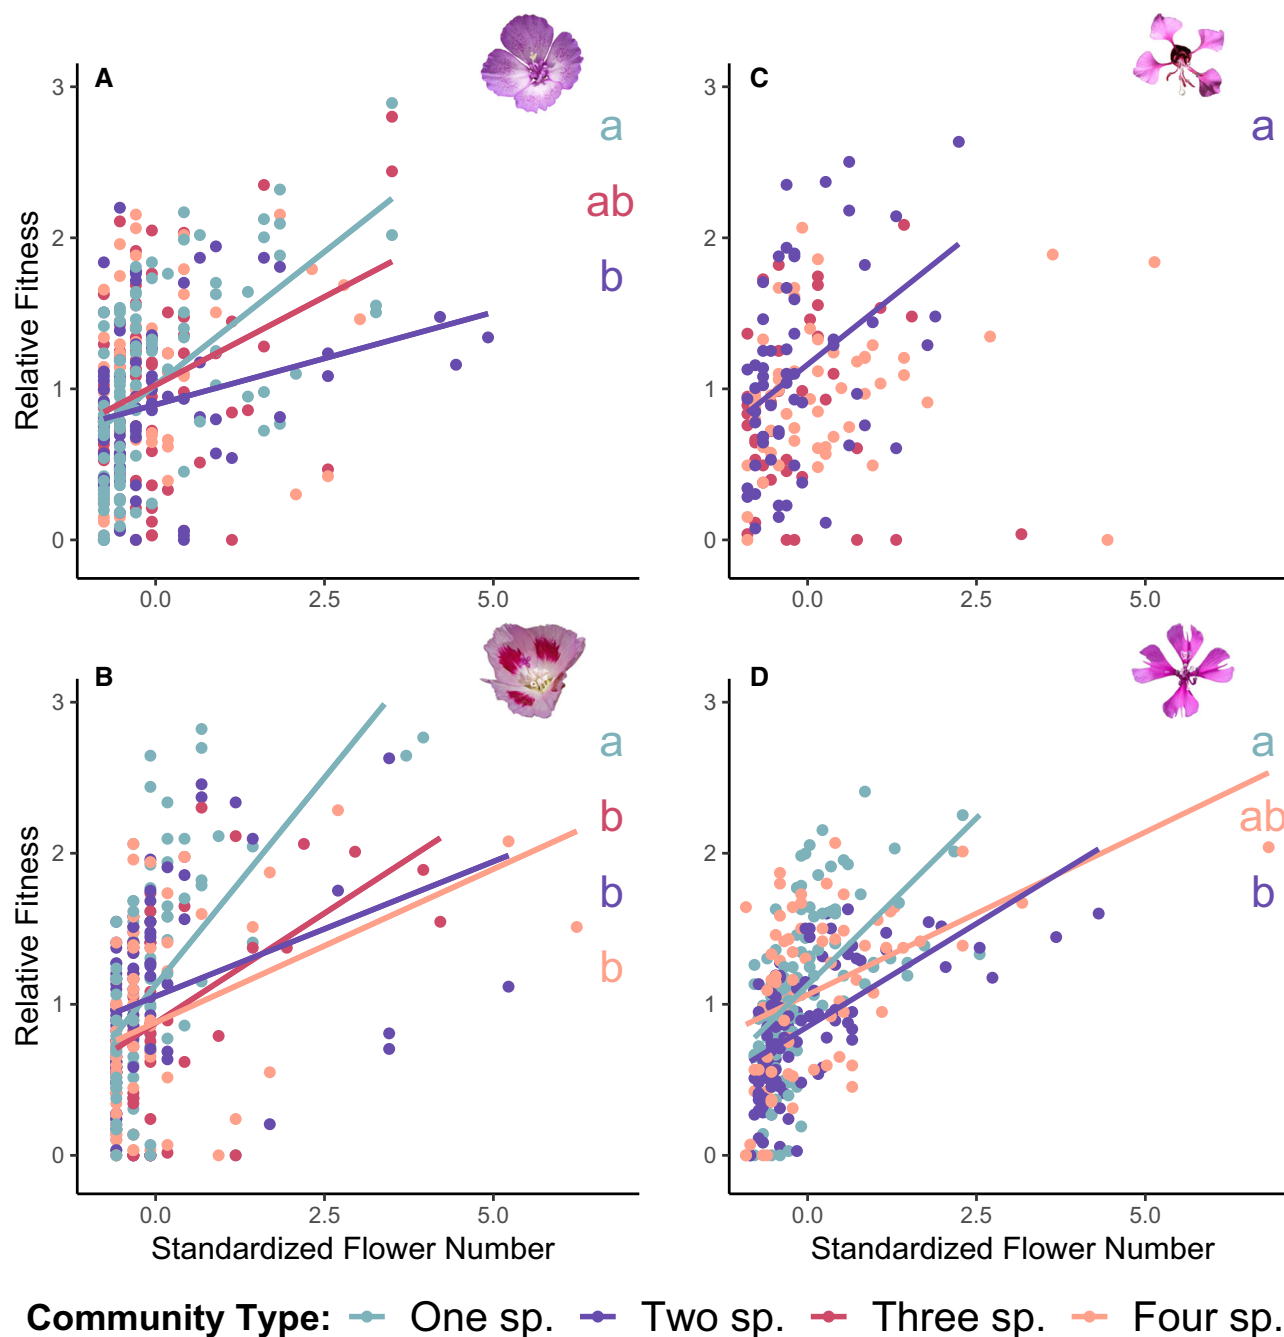 A
a
ab
b
3
2
1
0
Relative Fitness
0.0 2.5 5.0
C
a
3
2
1
0
0.0 2.5 5.0
B
a
b
b
b
3
2
1
0
Relative Fitness
0.0 2.5 5.0
Standardized Flower Number
D
a
ab
b
3
2
1
0
0.0 2.5 5.0
Standardized Flower Number
Community Type: One sp. Two sp. Three sp. Four sp.